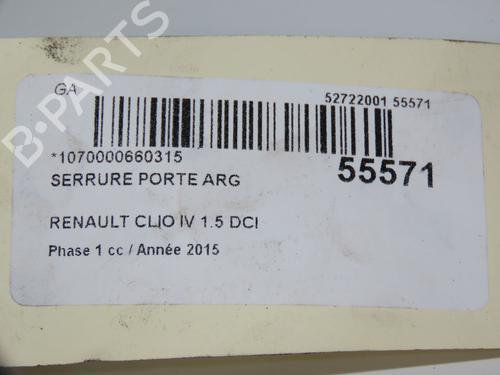 GA
52722001 55571
*1070000660315
55571
SERRURE PORTE ARG
RENAULT CLIO IV 1.5 DCI
Phase 1 cc / Année 2015
B-PARTS